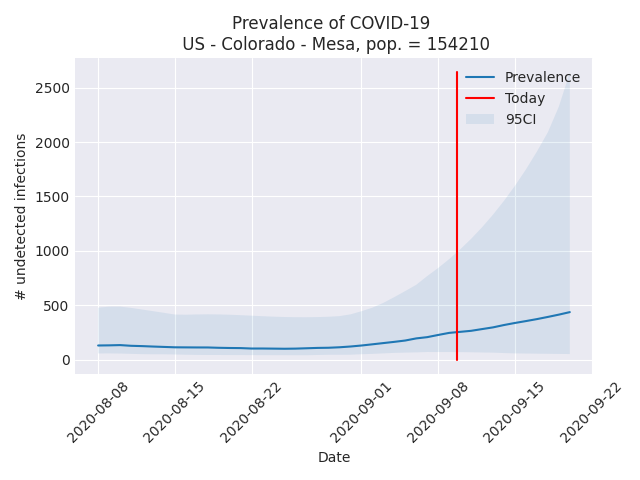 Prevalence of COVID-19
US - Colorado - Mesa, pop. = 154210
Prevalence
Today
95CI
# undetected infections
2500
2000
1500
1000
500
0
2020-08-08
2020-08-15
2020-08-22
2020-09-01
2020-09-08
2020-09-15
2020-09-22
Date